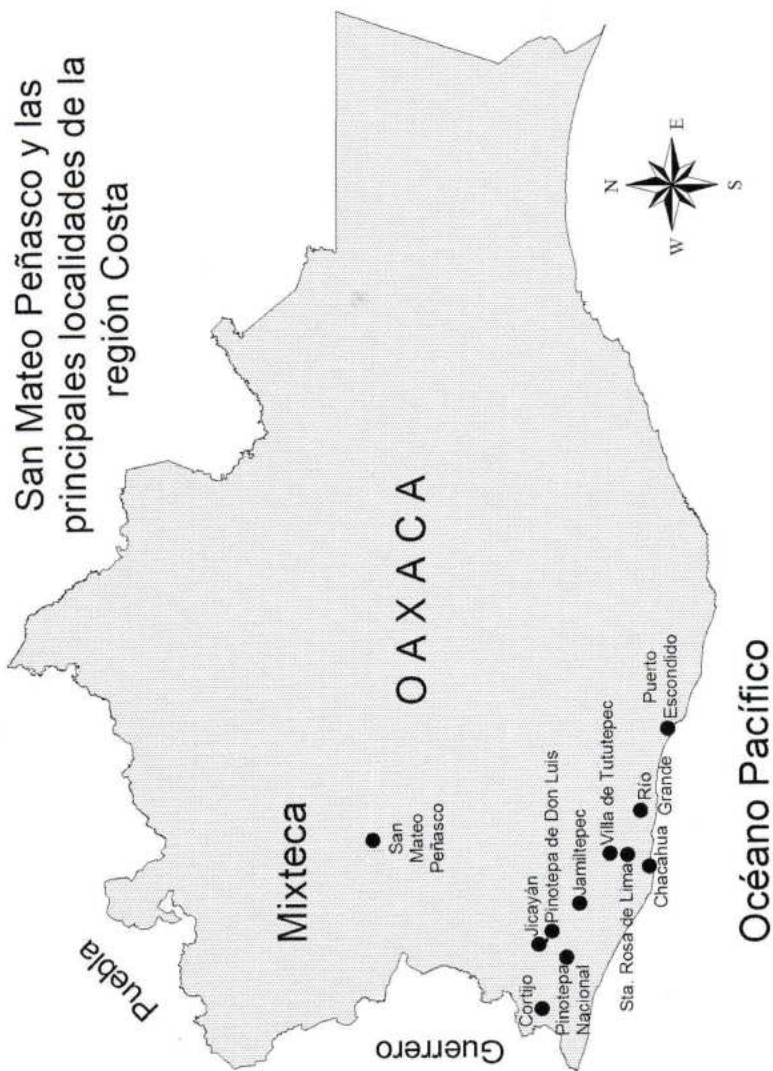 San Mateo Peñasco y las
principales localidades de la
región Costa
Puebla
Mixteca
OAXACA
Guerrero
San
Mateo
Peñasco
Cortijo
Jicayán
Pinotepa de Don Luis
Pinotepa
Nacional
Jamiltepec
Villa de Tututepec
Sta. Rosa de Lima
Río
Grande
Chacahua
Puerto
Escondido
N
W
E
S
Océano Pacífico